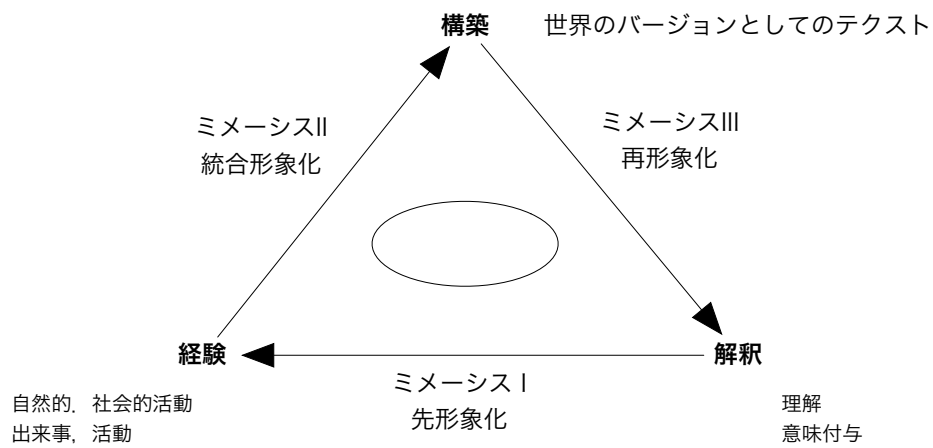 構築
世界のバージョンとしてのテクスト
ミメーシスII
統合形象化
ミメーシスIII
再形象化
経験
解釈
ミメーシス I
先形象化
自然的，社会的活動
出来事，活動
理解
意味付与